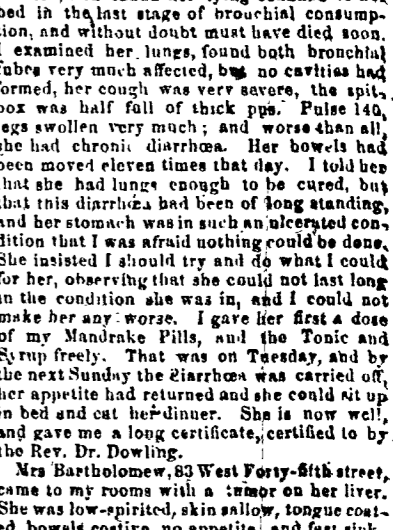 bed in the last stage of bronchial consump-
tion, and without doubt must have died soon.
I examined her lungs, found both bronchial
tubes very much affected, but no cavities had
formed, her cough was very severe, the spit-
box was half full of thick pus. Pulse 140,
legs swollen very much; and worse than all,
she had chronic diarrhœa. Her bowels had
been moved eleven times that day. I told her
that she had lungs enough to be cured, but
that this diarrhœa had been of long standing,
and her stomach was in such an ulcerated con-
dition that I was afraid nothing could be done.
She insisted I should try and do what I could
for her, observing that she could not last long
in the condition she was in, and I could not
make her any worse. I gave her first a dose
of my Mandrake Pills, and the Tonic and
Syrup freely. That was on Tuesday, and by
the next Sunday the diarrhœa was carried off,
her appetite had returned and she could sit up
in bed and eat her dinner. She is now well,
and gave me a long certificate, certified to by
the Rev. Dr. Dowling.
Mrs Bartholomew, 83 West Forty-fifth street,
came to my rooms with a tumor on her liver.
She was low-spirited, skin sallow, tongue coat-
ed, bowels costive, no appetite and fast sink-